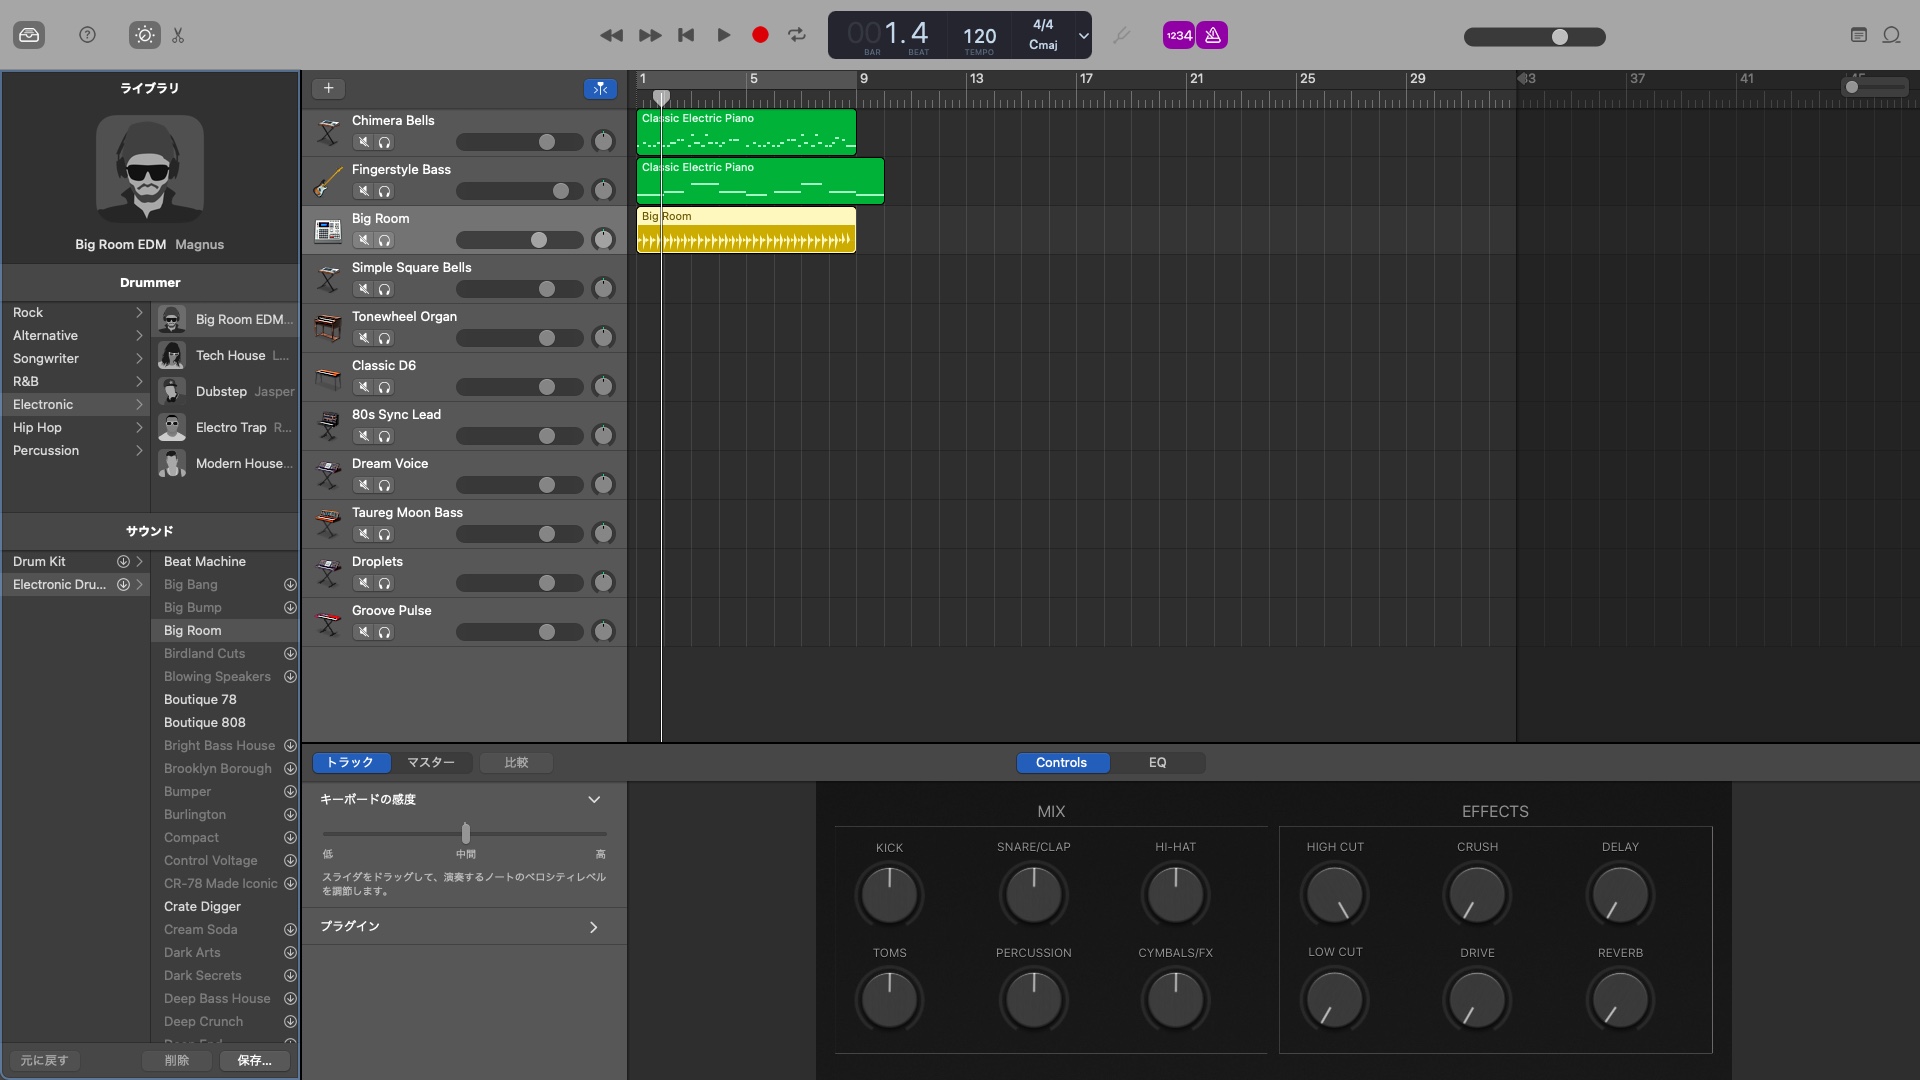 001.4
BAR
BEAT
120
TEMPO
4/4
Cmaj
1234
ライブラリ
Big Room EDM Magnus
Drummer
Rock
Alternative
Songwriter
R&B
Electronic
Hip Hop
Percussion
Big Room EDM...
Tech House L...
Dubstep Jasper
Electro Trap R...
Modern House...
サウンド
Drum Kit
Electronic Dru...
Beat Machine
Big Bang
Big Bump
Big Room
Birdland Cuts
Blowing Speakers
Boutique 78
Boutique 808
Bright Bass House
Brooklyn Borough
Bumper
Burlington
Compact
Control Voltage
CR-78 Made Iconic
Crate Digger
Cream Soda
Dark Arts
Dark Secrets
Deep Bass House
Deep Crunch
元に戻す
削除
保存...
1 5 9 13 17 21 25 29 33 37 41 45
Chimera Bells
Fingerstyle Bass
Big Room
Simple Square Bells
Tonewheel Organ
Classic D6
80s Sync Lead
Dream Voice
Taureg Moon Bass
Droplets
Groove Pulse
Classic Electric Piano
Classic Electric Piano
Big Room
トラック
マスター
比較
Controls
EQ
キーボードの感度
低
中間
高
スライダをドラッグして、演奏するノートのベロシティレベル
を調節します。
プラグイン
MIX
KICK
SNARE/CLAP
HI-HAT
TOMS
PERCUSSION
CYMBALS/FX
EFFECTS
HIGH CUT
CRUSH
DELAY
LOW CUT
DRIVE
REVERB